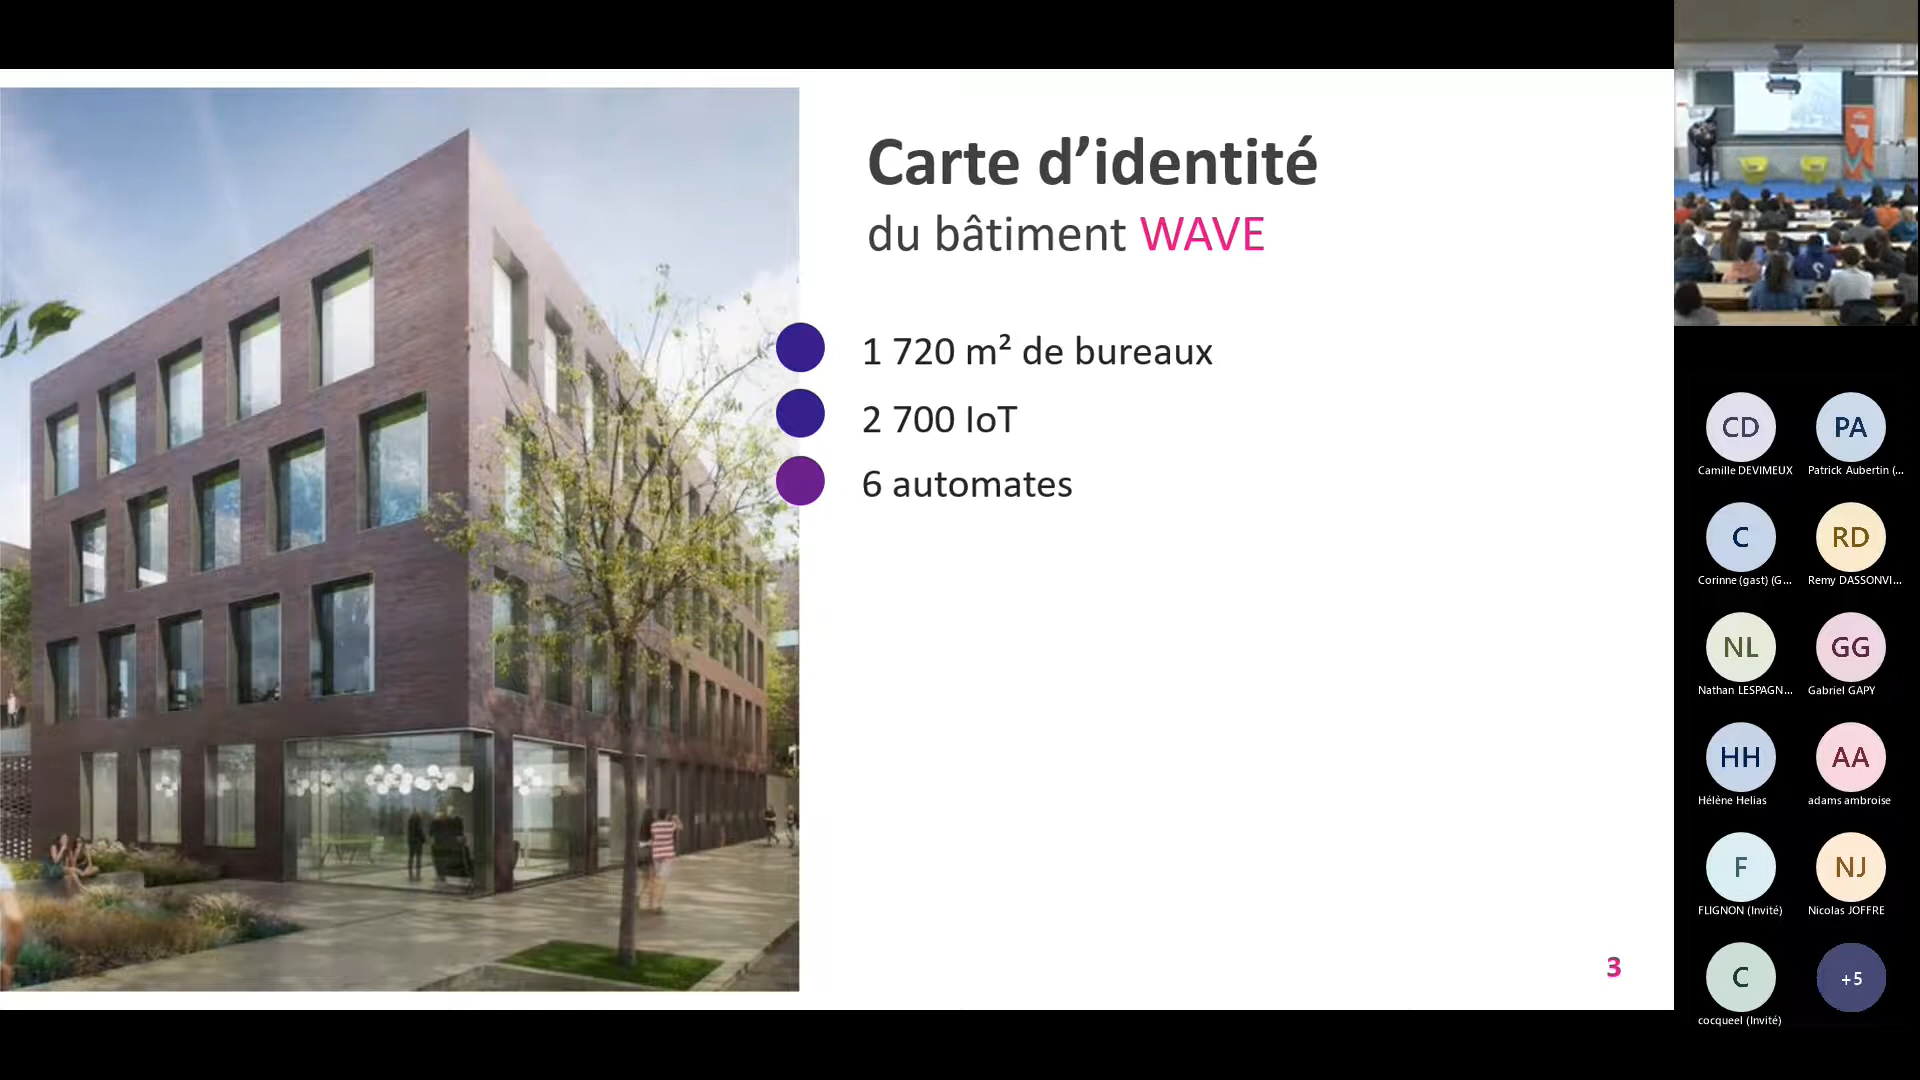 Carte d’identité
du bâtiment WAVE
1 720 m² de bureaux
2 700 IoT
6 automates
3
CD
Camille DEVIMEUX
PA
Patrick Aubertin (...
C
Corinne (gast) (G...
RD
Remy DASSONVI...
NL
Nathan LESPAGN...
GG
Gabriel GAPY
HH
Hélène Helias
AA
adams ambroise
F
FLIGNON (Invité)
NJ
Nicolas JOFFRE
C
cocqueel (Invité)
+5